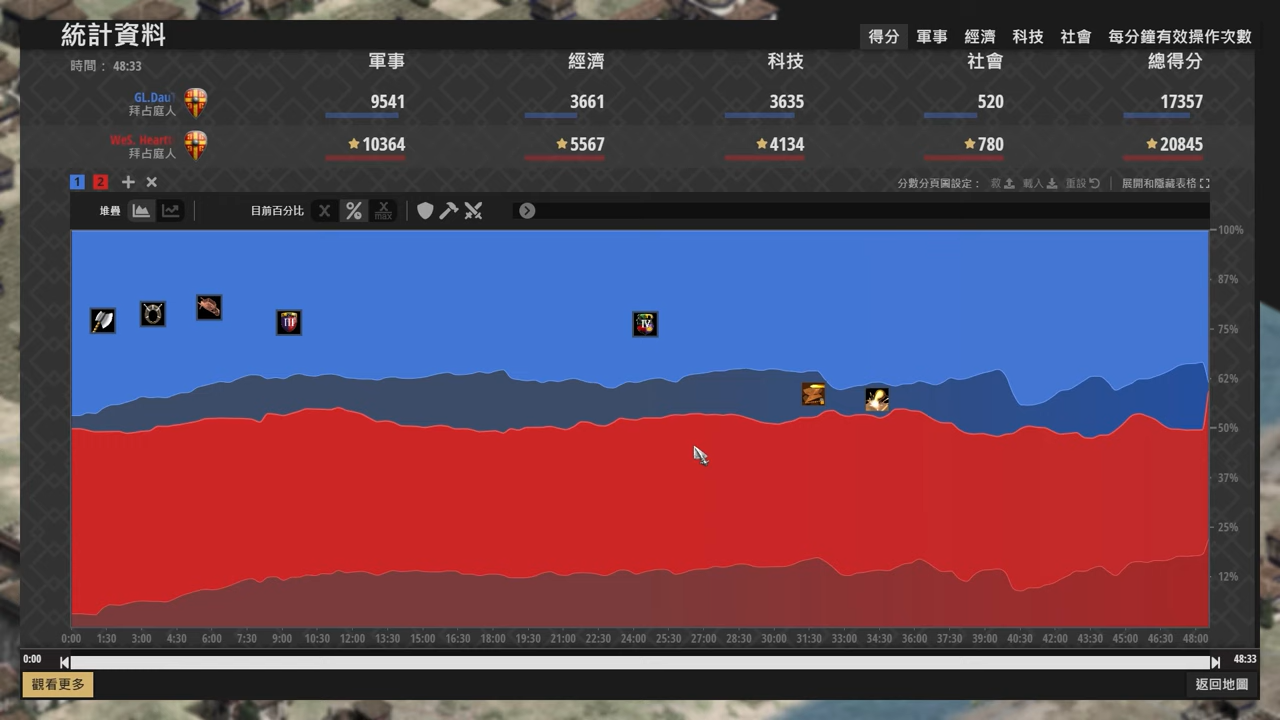 統計資料
得分 軍事 經濟 科技 社會 每分鐘有效操作次數
時間： 48:33 軍事 經濟 科技 社會 總得分
GL.Dau
拜占庭人
9541 3661 3635 520 17357
WeS. Heart
拜占庭人
10364 5567 4134 780 20845
1 2 分數分頁圖設定： 載入 重設 展開和隱藏表格
堆疊 目前百分比 X % X max
100%
87%
75%
62%
50%
37%
25%
12%
III
IV
0:00 1:30 3:00 4:30 6:00 7:30 9:00 10:30 12:00 13:30 15:00 16:30 18:00 19:30 21:00 22:30 24:00 25:30 27:00 28:30 30:00 31:30 33:00 34:30 36:00 37:30 39:00 40:30 42:00 43:30 45:00 46:30 48:00
0:00 48:33
觀看更多 返回地圖